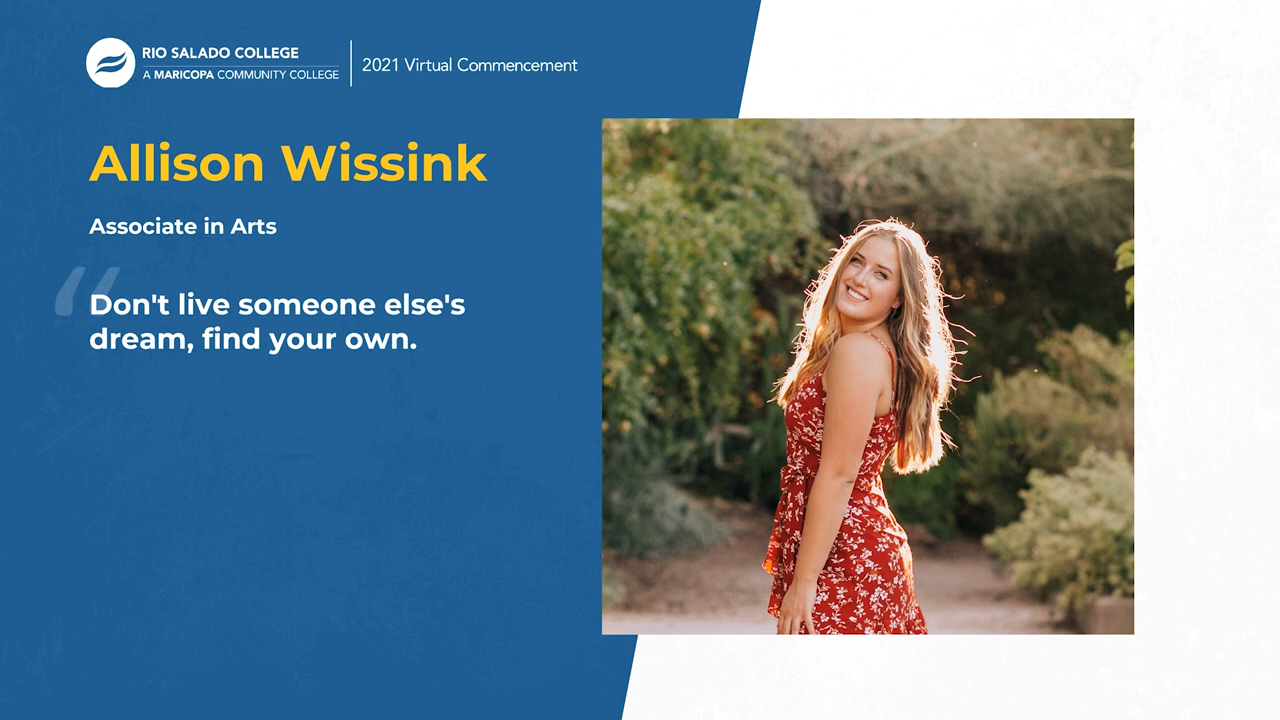 RIO SALADO COLLEGE
A MARICOPA COMMUNITY COLLEGE
2021 Virtual Commencement
Allison Wissink
Associate in Arts
“
Don't live someone else's
dream, find your own.